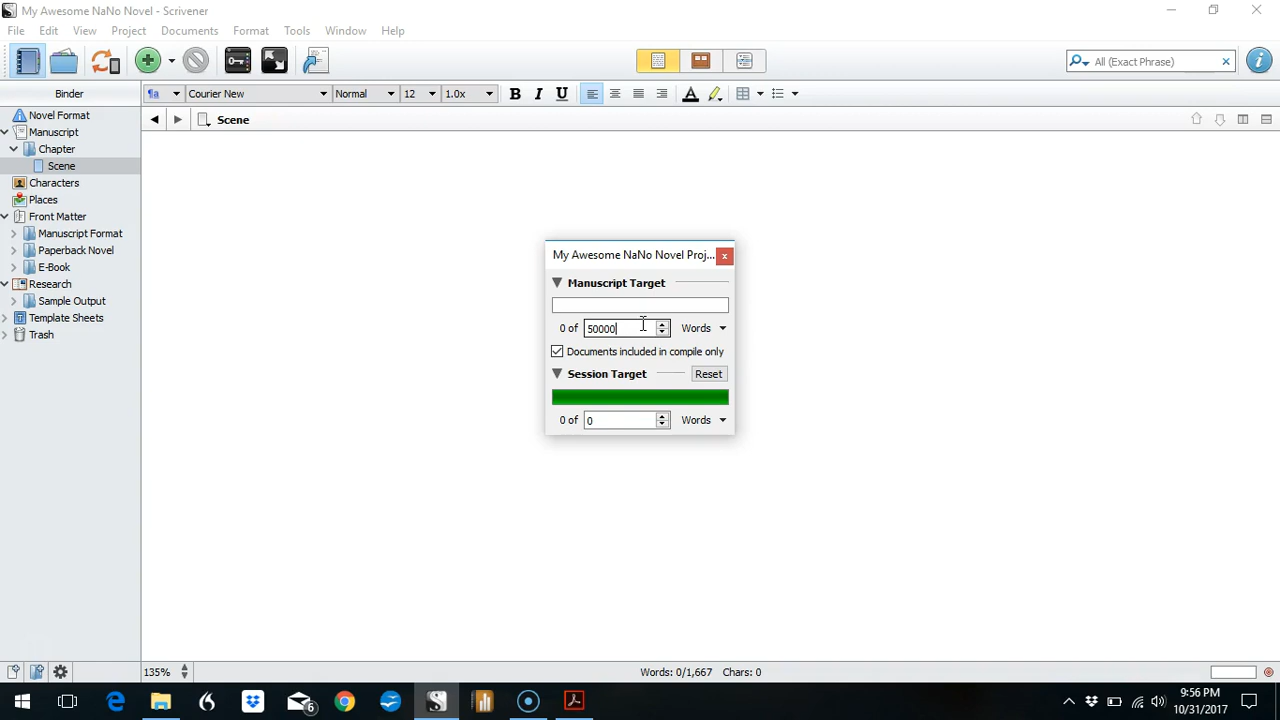 My Awesome NaNo Novel - Scrivener
File Edit View Project Tools Documents Format Window Help
All (Exact Phrase)
Binder
Courier New Normal 12 1.0x B I U A
Scene
Novel Format
Manuscript
Chapter
Scene
Characters
Places
Front Matter
Manuscript Format
Paperback Novel
E-Book
Research
Sample Output
Template Sheets
Trash
My Awesome NaNo Novel Proj...
Manuscript Target
0 of 50000 Words
Documents included in compile only
Session Target Reset
0 of 0 Words
135% Words: 0/1,667 Chars: 0
6
9:56 PM
10/31/2017